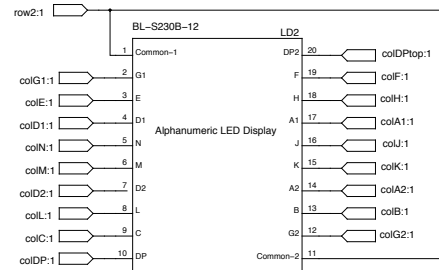 row2:1
BL-S230B-12
LD2
1 Common-1 DP2 20 colDPtop:1
colG1:1 2 G1 F 19 colF:1
colE:1 3 E H 18 colH:1
colD1:1 4 D1 A1 17 colA1:1
Alphanumeric LED Display
colN:1 5 N J 16 colJ:1
colM:1 6 M K 15 colK:1
colD2:1 7 D2 A2 14 colA2:1
colL:1 8 L B 13 colB:1
colC:1 9 C G2 12 colG2:1
colDP:1 10 DP Common-2 11